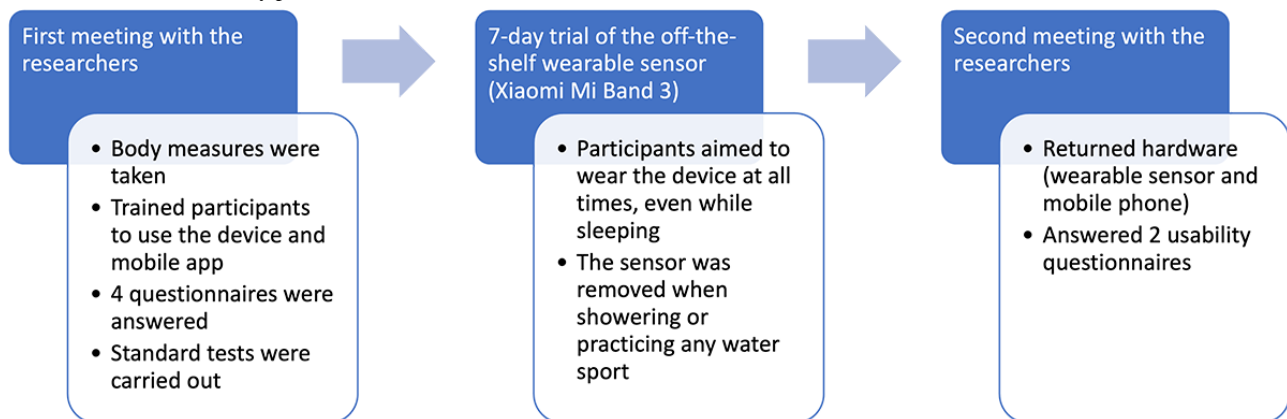 First meeting with the
researchers
• Body measures were
taken
• Trained participants
to use the device and
mobile app
• 4 questionnaires were
answered
• Standard tests were
carried out
7-day trial of the off-the-
shelf wearable sensor
(Xiaomi Mi Band 3)
• Participants aimed to
wear the device at all
times, even while
sleeping
• The sensor was
removed when
showering or
practicing any water
sport
Second meeting with the
researchers
• Returned hardware
(wearable sensor and
mobile phone)
• Answered 2 usability
questionnaires